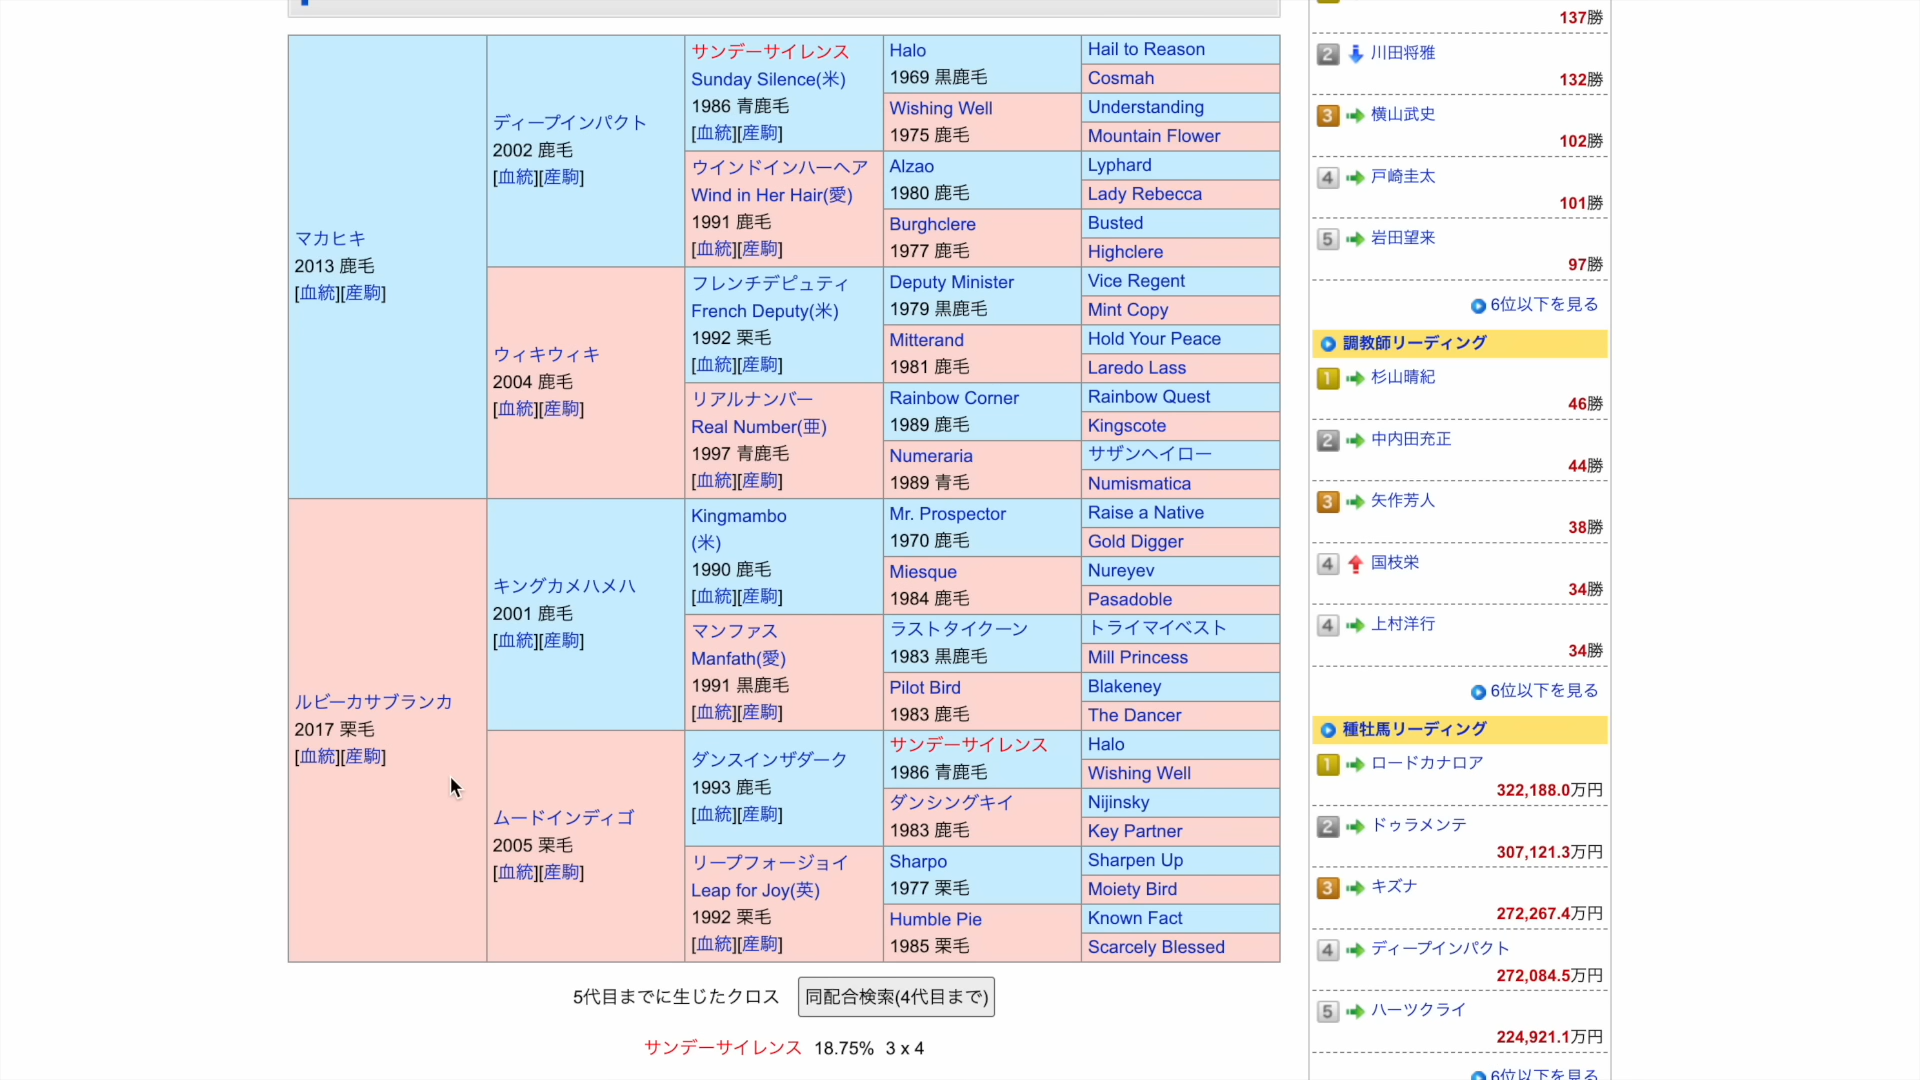 マカヒキ
2013 鹿毛
[血統][産駒]
ディープインパクト
2002 鹿毛
[血統][産駒]
サンデーサイレンス
Sunday Silence(米)
1986 青鹿毛
[血統][産駒]
Halo
1969 黒鹿毛
Hail to Reason
Cosmah
Wishing Well
1975 鹿毛
Understanding
Mountain Flower
ウインドインハーヘア
Wind in Her Hair(愛)
1991 鹿毛
[血統][産駒]
Alzao
1980 鹿毛
Lyphard
Lady Rebecca
Burghclere
1977 鹿毛
Busted
Highclere
ウィキウィキ
2004 鹿毛
[血統][産駒]
フレンチデピュティ
French Deputy(米)
1992 栗毛
[血統][産駒]
Deputy Minister
1979 黒鹿毛
Vice Regent
Mint Copy
Mitterand
1981 鹿毛
Hold Your Peace
Laredo Lass
リアルナンバー
Real Number(亜)
1997 青鹿毛
[血統][産駒]
Rainbow Corner
1989 鹿毛
Rainbow Quest
Kingscote
Numeraria
1989 青毛
サザンヘイロー
Numismatica
ルビーカサブランカ
2017 栗毛
[血統][産駒]
キングカメハメハ
2001 鹿毛
[血統][産駒]
Kingmambo
(米)
1990 鹿毛
[血統][産駒]
Mr. Prospector
1970 鹿毛
Raise a Native
Gold Digger
Miesque
1984 鹿毛
Nureyev
Pasadoble
マンファス
Manfath(愛)
1991 黒鹿毛
[血統][産駒]
ラストタイクーン
1983 黒鹿毛
トライマイベスト
Mill Princess
Pilot Bird
1983 鹿毛
Blakeney
The Dancer
ムードインディゴ
2005 栗毛
[血統][産駒]
ダンスインザダーク
1993 鹿毛
[血統][産駒]
サンデーサイレンス
1986 青鹿毛
Halo
Wishing Well
ダンシングキイ
1983 鹿毛
Nijinsky
Key Partner
リープフォージョイ
Leap for Joy(英)
1992 栗毛
[血統][産駒]
Sharpo
1977 栗毛
Sharpen Up
Moiety Bird
Humble Pie
1985 栗毛
Known Fact
Scarcely Blessed
5代目までに生じたクロス 同配合検索(4代目まで)
サンデーサイレンス 18.75% 3 x 4
137勝
2 川田将雅
132勝
3 横山武史
102勝
4 戸崎圭太
101勝
5 岩田望来
97勝
6位以下を見る
調教師リーディング
1 杉山晴紀
46勝
2 中内田充正
44勝
3 矢作芳人
38勝
4 国枝栄
34勝
4 上村洋行
34勝
6位以下を見る
種牡馬リーディング
1 ロードカナロア
322,188.0万円
2 ドゥラメンテ
307,121.3万円
3 キズナ
272,267.4万円
4 ディープインパクト
272,084.5万円
5 ハーツクライ
224,921.1万円
6位以下を見る